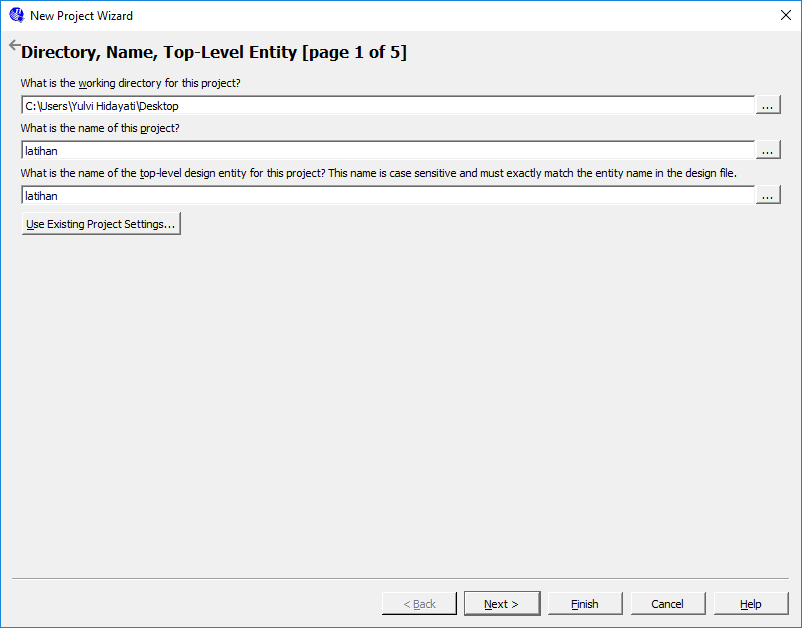 New Project Wizard
Directory, Name, Top-Level Entity [page 1 of 5]
What is the working directory for this project?
C:\Users\Yulvi Hidayati\Desktop
...
What is the name of this project?
latihan
...
What is the name of the top-level design entity for this project? This name is case sensitive and must exactly match the entity name in the design file.
latihan
...
Use Existing Project Settings...
< Back
Next >
Finish
Cancel
Help